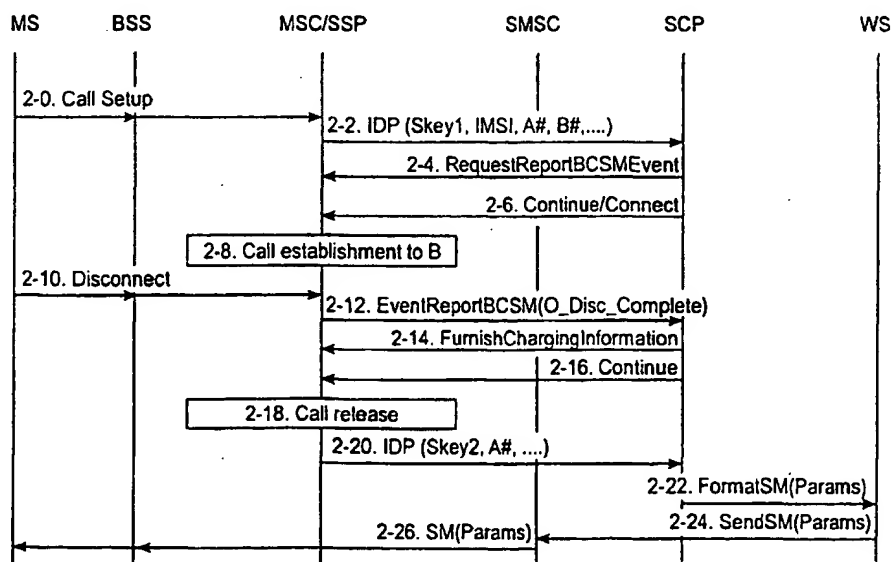 MS BSS MSC/SSP SMSC SCP WS
2-0. Call Setup
2-2. IDP (Skey1, IMSI, A#, B#,....)
2-4. RequestReportBCSMEvent
2-6. Continue/Connect
2-8. Call establishment to B
2-10. Disconnect
2-12. EventReportBCSM(O_Disc_Complete)
2-14. FurnishChargingInformation
2-16. Continue
2-18. Call release
2-20. IDP (Skey2, A#, ....)
2-22. FormatSM(Params)
2-24. SendSM(Params)
2-26. SM(Params)